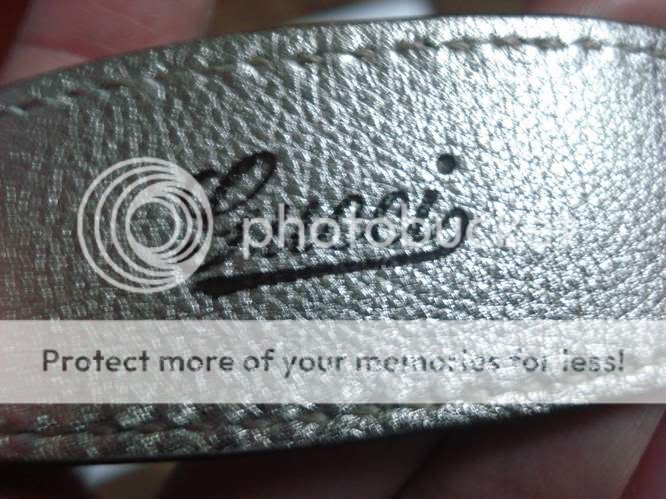 Gucci
photobucket
Protect more of your memories for less!